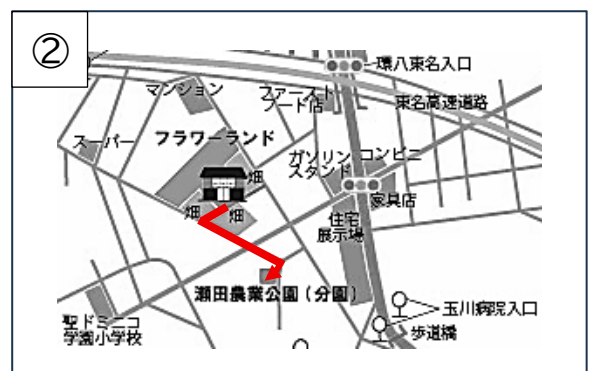 ②
環八東名入口
マンション
ファースト
フード店
東名高速道路
スーパー
フラワーランド
ガソリン
スタンド
コンビニ
畑
家具店
畑
畑
住宅
展示場
瀬田農業公園(分園)
玉川病院入口
聖ドミニコ
学園小学校
歩道橋